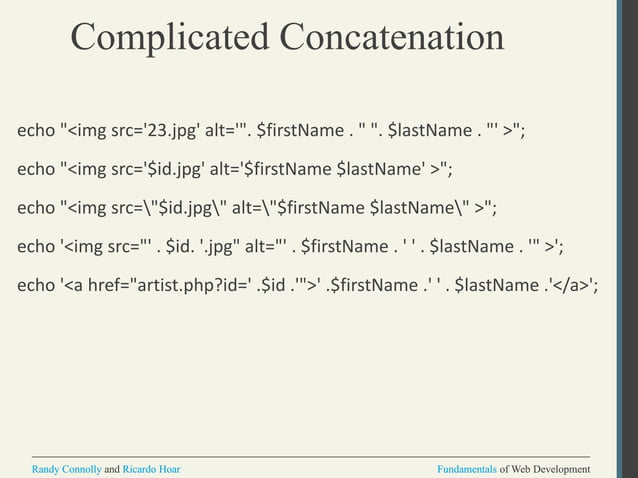 Complicated Concatenation
echo "<img src='23.jpg' alt='". $firstName . " ". $lastName . "' >";
echo "<img src='$id.jpg' alt='$firstName $lastName' >";
echo "<img src=\"$id.jpg\" alt=\"$firstName $lastName\" >";
echo '<img src="' . $id. '.jpg" alt="' . $firstName . ' ' . $lastName . '" >';
echo '<a href="artist.php?id=' .$id .'">' .$firstName .' ' . $lastName .'</a>';
Randy Connolly and Ricardo Hoar
Fundamentals of Web Development